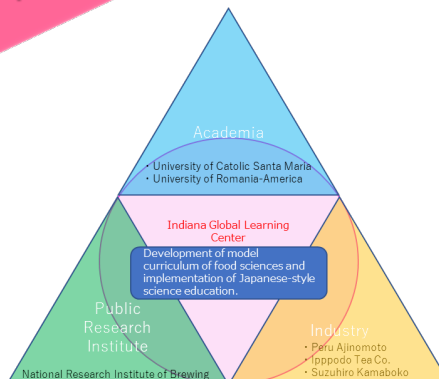 Academia
・University of Catolic Santa Maria
・University of Romania-America
Indiana Global Learning
Center
Development of model
curriculum of food sciences and
implementation of Japanese-style
science education.
Public
Research
Institute
National Research Institute of Brewing
Industry
・Peru Ajinomoto
・Ippodo Tea Co.
・Suzuhiro Kamaboko